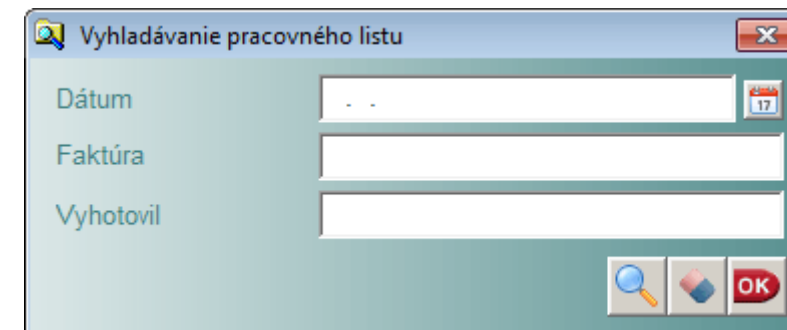 Vyhladávanie pracovného listu
Dátum - -
17
Faktúra
Vyhotovil
OK